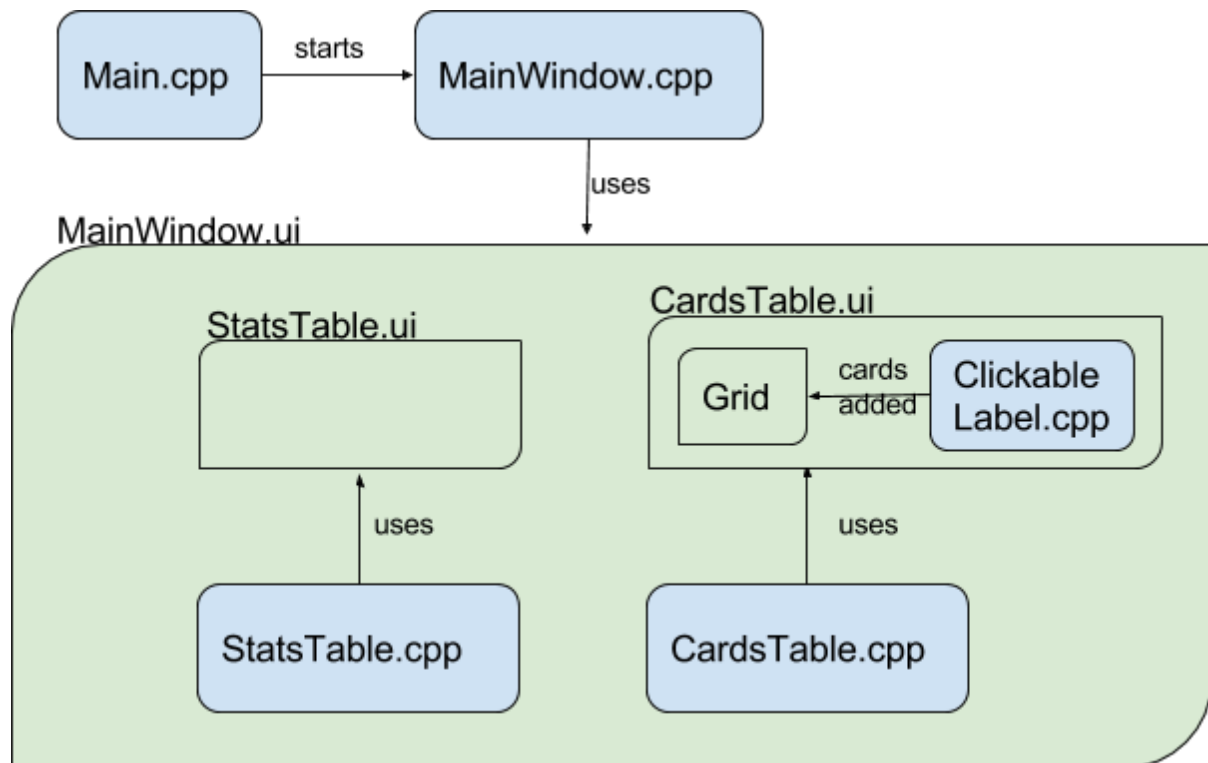 Main.cpp
starts
MainWindow.cpp
uses
MainWindow.ui
StatsTable.ui
CardsTable.ui
Grid
cards
added
Clickable
Label.cpp
uses
uses
StatsTable.cpp
CardsTable.cpp